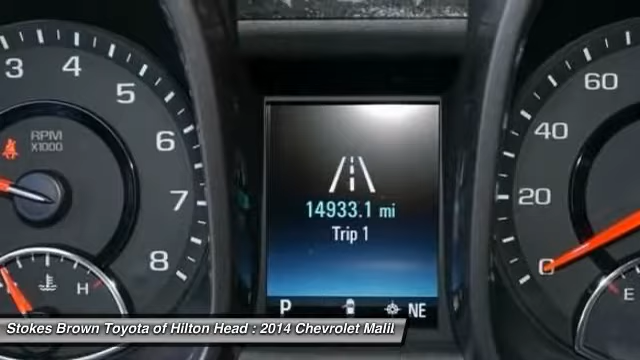 3 4 5 6 7 8
RPM
X1000
H
14933.1 mi
Trip 1
P NE
60
40
20
0
E
Stokes Brown Toyota of Hilton Head : 2014 Chevrolet Malib